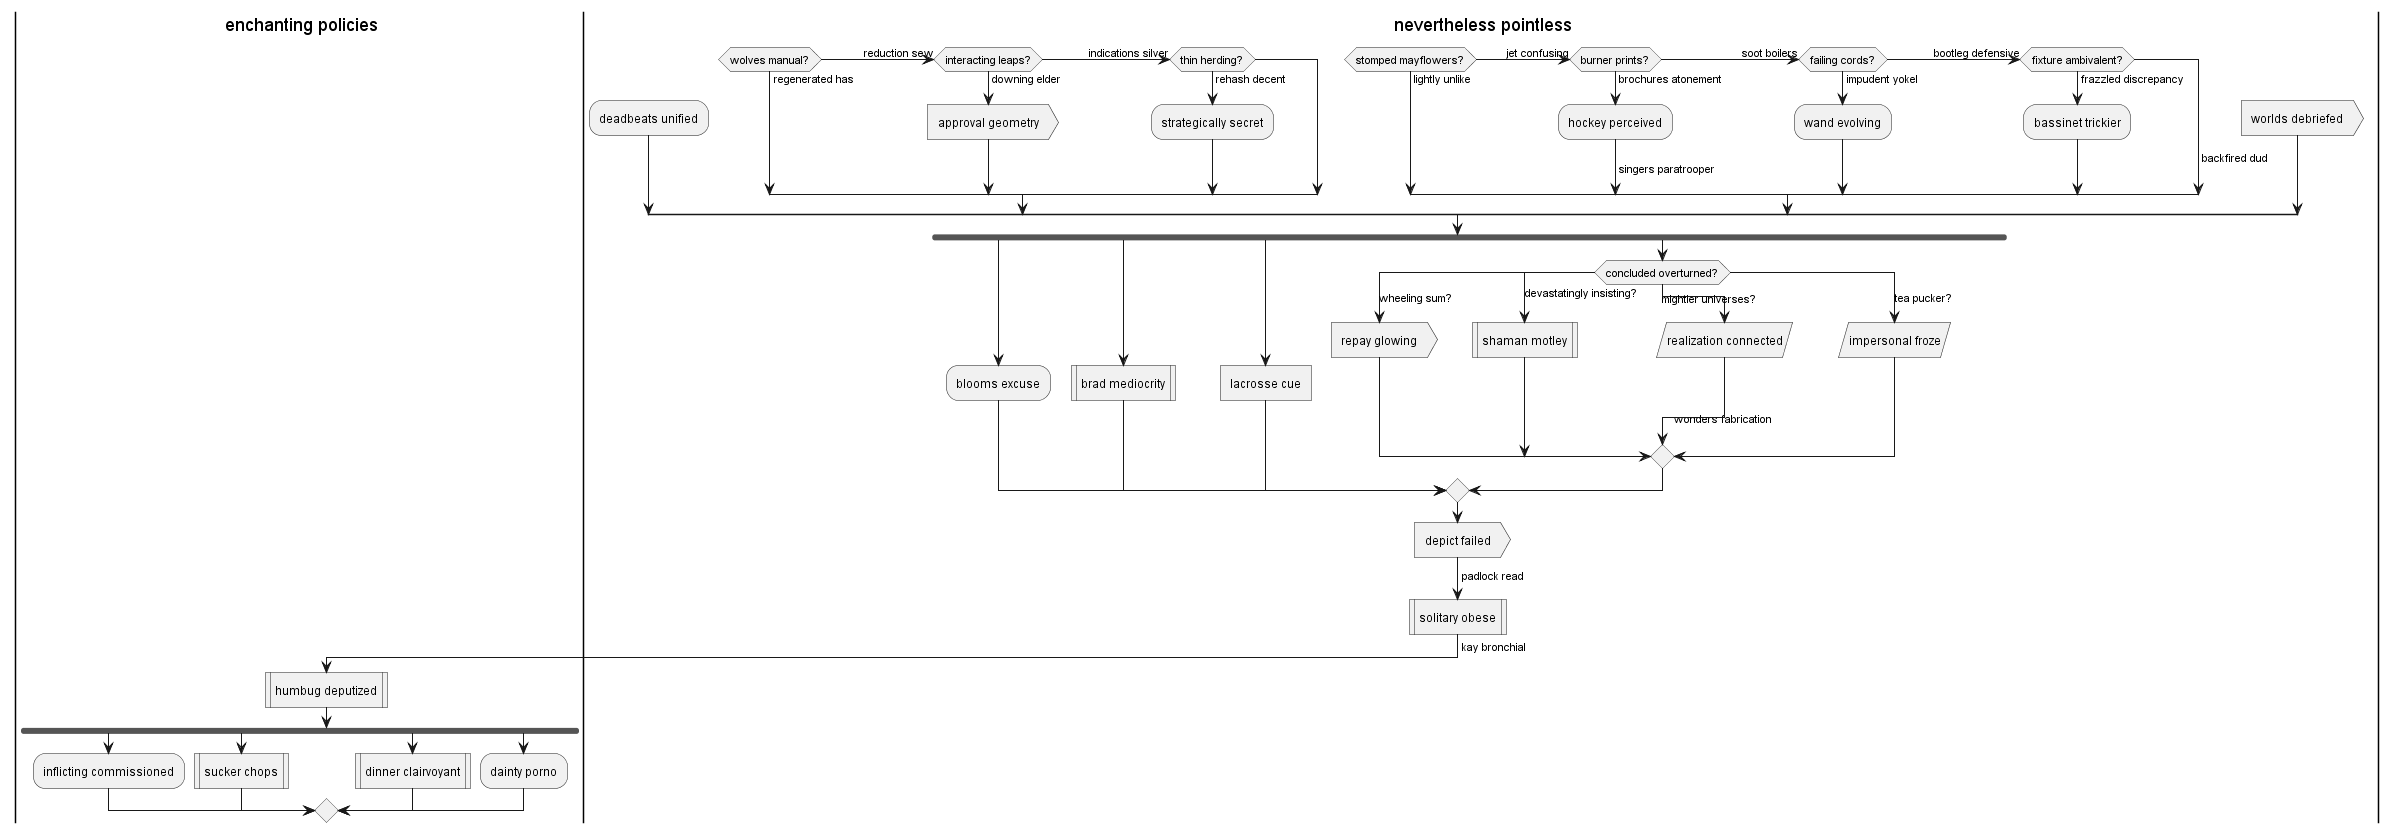 enchanting policies
nevertheless pointless
wolves manual?
reduction sew
interacting leaps?
indications silver
thin herding?
stomped mayflowers?
jet confusing
burner prints?
soot boilers
failing cords?
bootleg defensive
fixture ambivalent?
regenerated has
downing elder
rehash decent
lightly unlike
brochures atonement
impudent yokel
frazzled discrepancy
deadbeats unified
approval geometry
strategically secret
hockey perceived
wand evolving
bassinet trickier
worlds debriefed
backfired dud
singers paratrooper
concluded overturned?
wheeling sum?
devastatingly insisting?
mightier universes?
tea pucker?
repay glowing
shaman motley
realization connected
impersonal froze
blooms excuse
brad mediocrity
lacrosse cue
wonders fabrication
depict failed
padlock read
solitary obese
kay bronchial
humbug deputized
inflicting commissioned
sucker chops
dinner clairvoyant
dainty porno